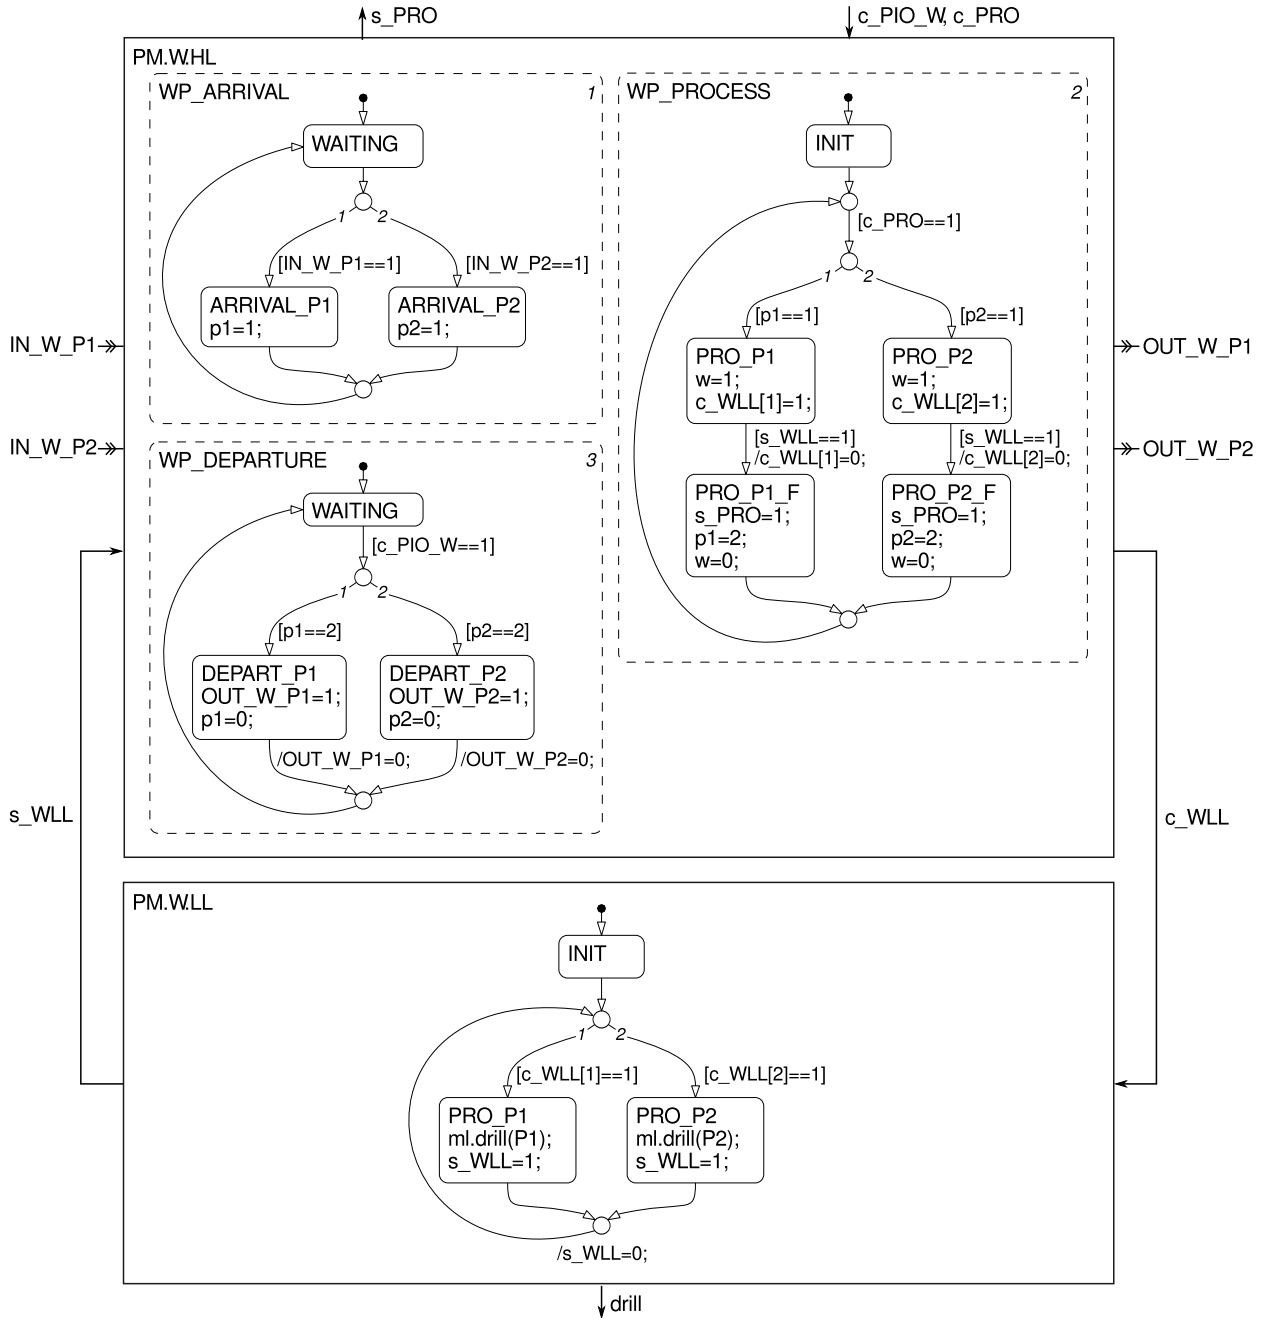 s_PRO
c_PIO_W, c_PRO
PM.W.HL
WP_ARRIVAL
1
WAITING
1
2
[IN_W_P1==1]
[IN_W_P2==1]
ARRIVAL_P1
p1=1;
ARRIVAL_P2
p2=1;
WP_PROCESS
2
INIT
[c_PRO==1]
1
2
[p1==1]
[p2==1]
PRO_P1
w=1;
c_WLL[1]=1;
PRO_P2
w=1;
c_WLL[2]=1;
[s_WLL==1]
/c_WLL[1]=0;
[s_WLL==1]
/c_WLL[2]=0;
PRO_P1_F
s_PRO=1;
p1=2;
w=0;
PRO_P2_F
s_PRO=1;
p2=2;
w=0;
IN_W_P1
IN_W_P2
OUT_W_P1
OUT_W_P2
WP_DEPARTURE
3
WAITING
[c_PIO_W==1]
1
2
[p1==2]
[p2==2]
DEPART_P1
OUT_W_P1=1;
p1=0;
DEPART_P2
OUT_W_P2=1;
p2=0;
/OUT_W_P1=0;
/OUT_W_P2=0;
s_WLL
c_WLL
PM.W.LL
INIT
1
2
[c_WLL[1]==1]
[c_WLL[2]==1]
PRO_P1
ml.drill(P1);
s_WLL=1;
PRO_P2
ml.drill(P2);
s_WLL=1;
/s_WLL=0;
drill